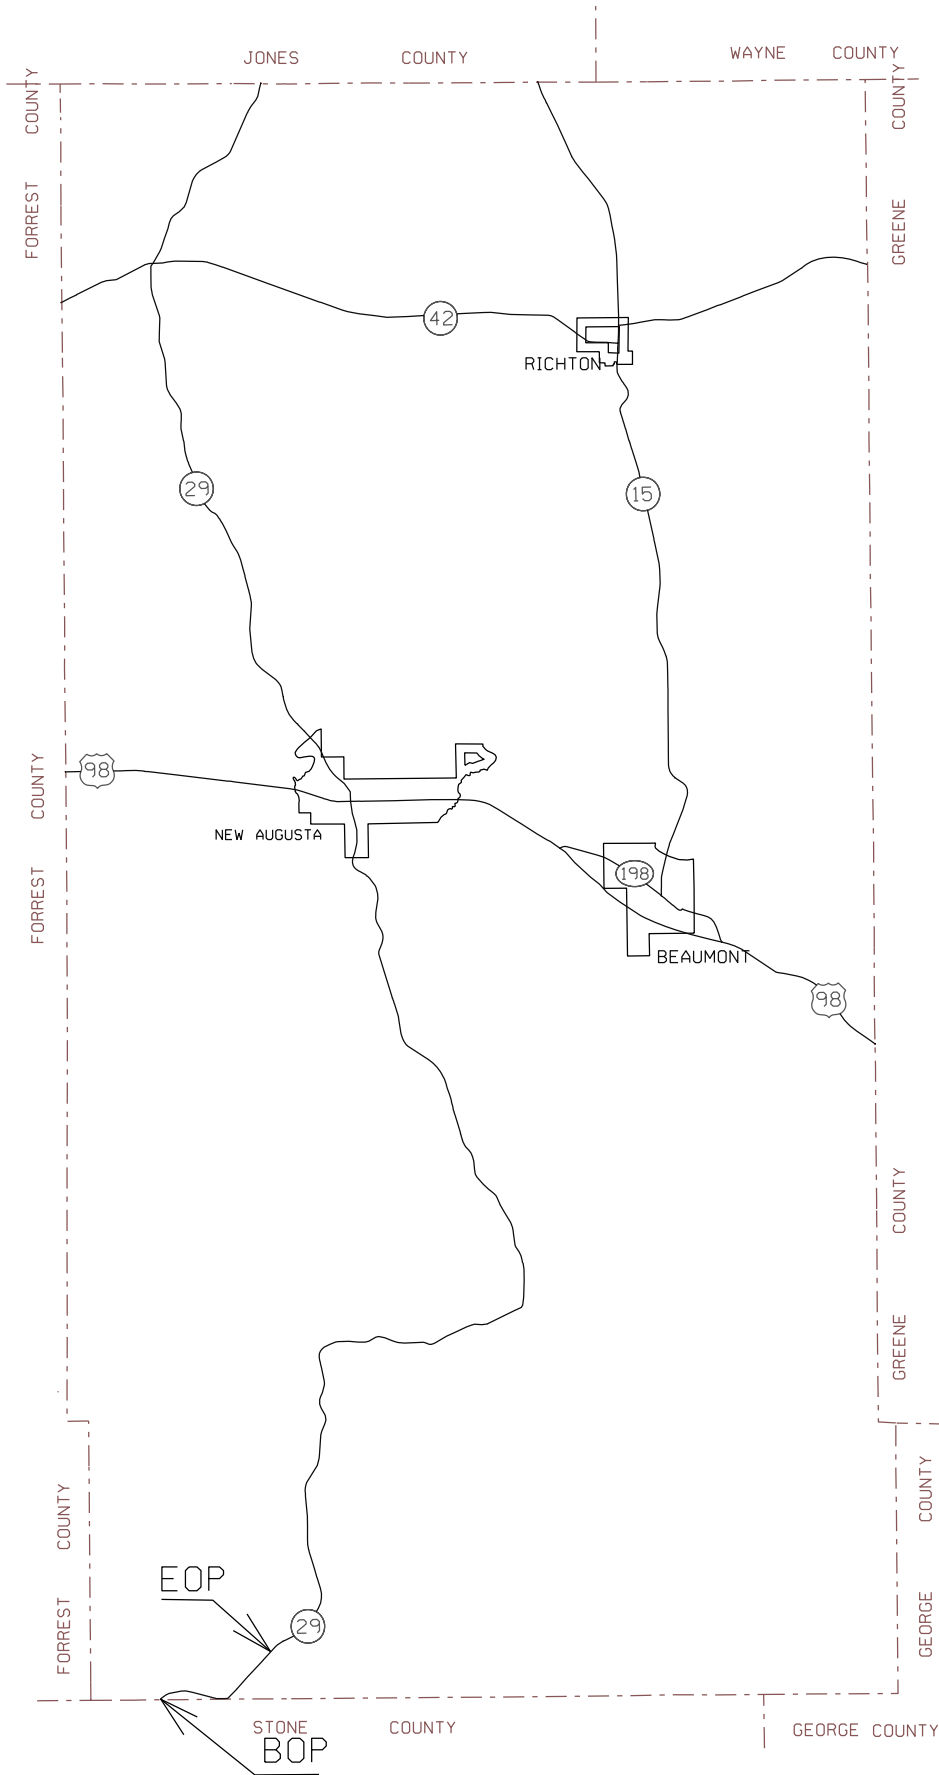 JONES COUNTY
WAYNE COUNTY
FORREST COUNTY
GREENE COUNTY
42
RICHTON
29
15
98
FORREST COUNTY
NEW AUGUSTA
198
BEAUMONT
98
GREENE COUNTY
FORREST COUNTY
GEORGE COUNTY
EOP
29
STONE COUNTY
GEORGE COUNTY
BOP